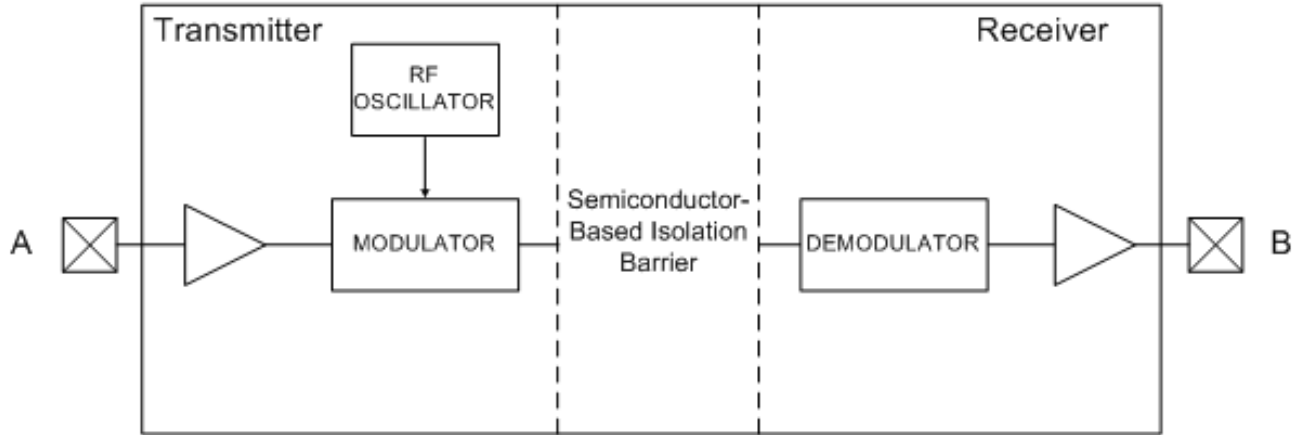 Transmitter
Receiver
RF
OSCILLATOR
A
MODULATOR
Semiconductor-
Based Isolation
Barrier
DEMODULATOR
B